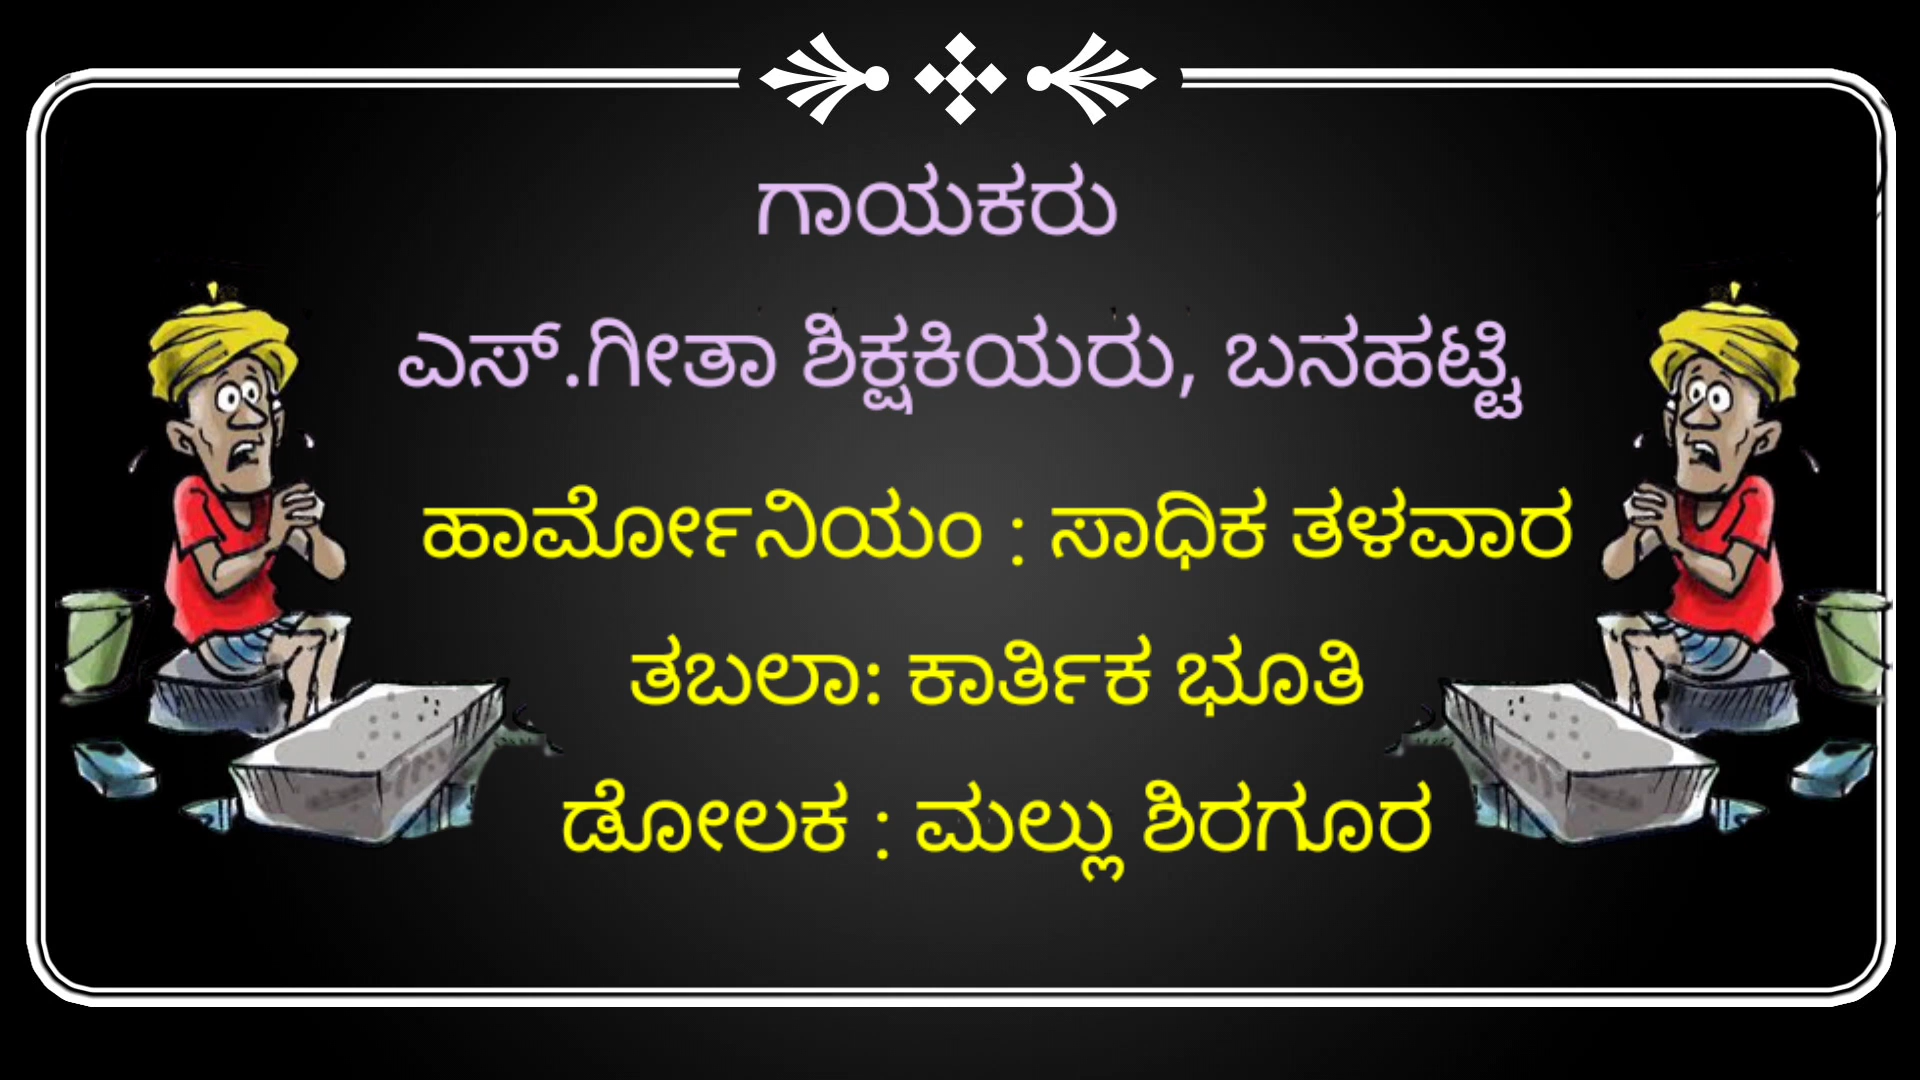 ಗಾಯಕರು
ಎಸ್.ಗೀತಾ ಶಿಕ್ಷಕಿಯರು, ಬನಹಟ್ಟಿ
ಹಾರ್ಮೋನಿಯಂ : ಸಾಧಿಕ ತಳವಾರ
ತಬಲಾ: ಕಾರ್ತಿಕ ಭೂತಿ
ಡೋಲಕ : ಮಲ್ಲು ಶಿರಗೂರ